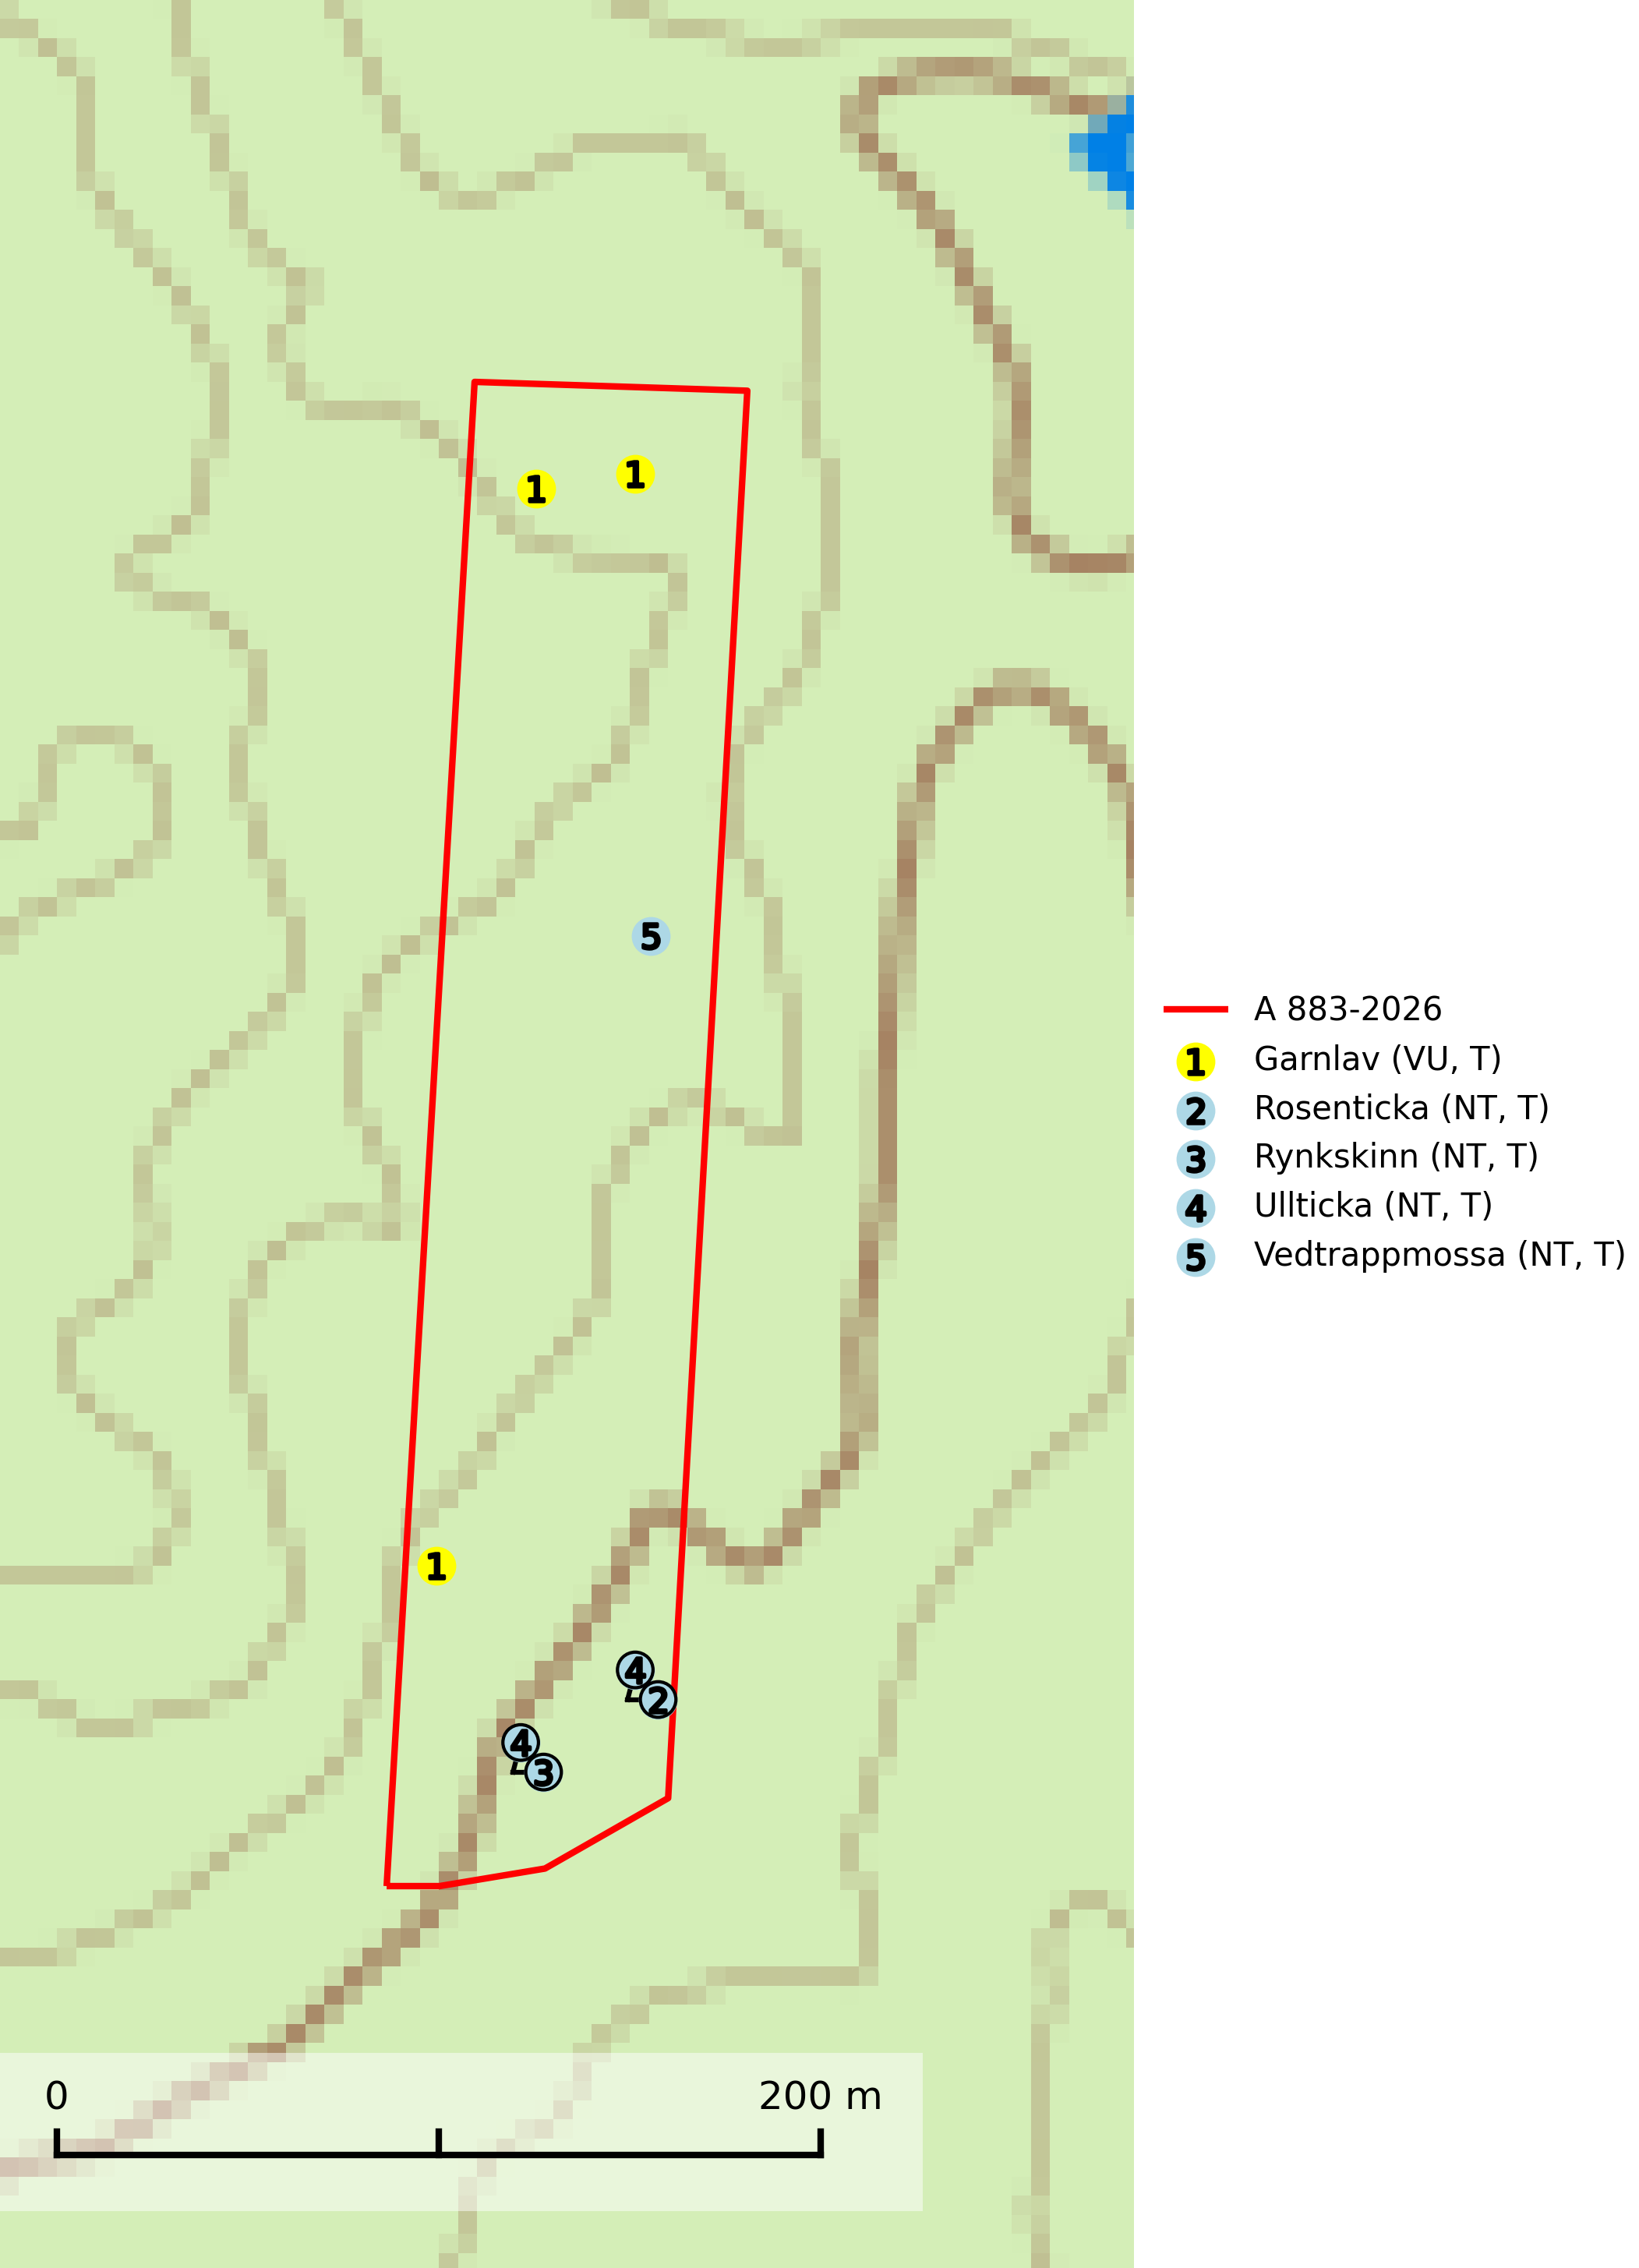 1 1
5
1
4
2
4
3
0 200 m
A 883-2026
1 Garnlav (VU, T)
2 Rosenticka (NT, T)
3 Rynkskinn (NT, T)
4 Ullticka (NT, T)
5 Vedtrappmossa (NT, T)